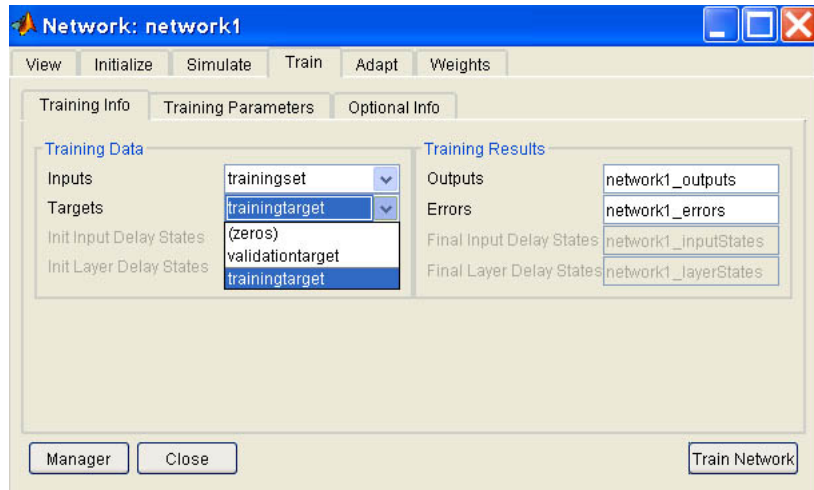 Network: network1
View Initialize Simulate Train Adapt Weights
Training Info Training Parameters Optional Info
Training Data
Inputs trainingset
Targets trainingtarget
(zeros)
validationtarget
trainingtarget
Init Input Delay States
Init Layer Delay States
Training Results
Outputs network1_outputs
Errors network1_errors
Final Input Delay States network1_inputStates
Final Layer Delay States network1_layerStates
Manager Close Train Network